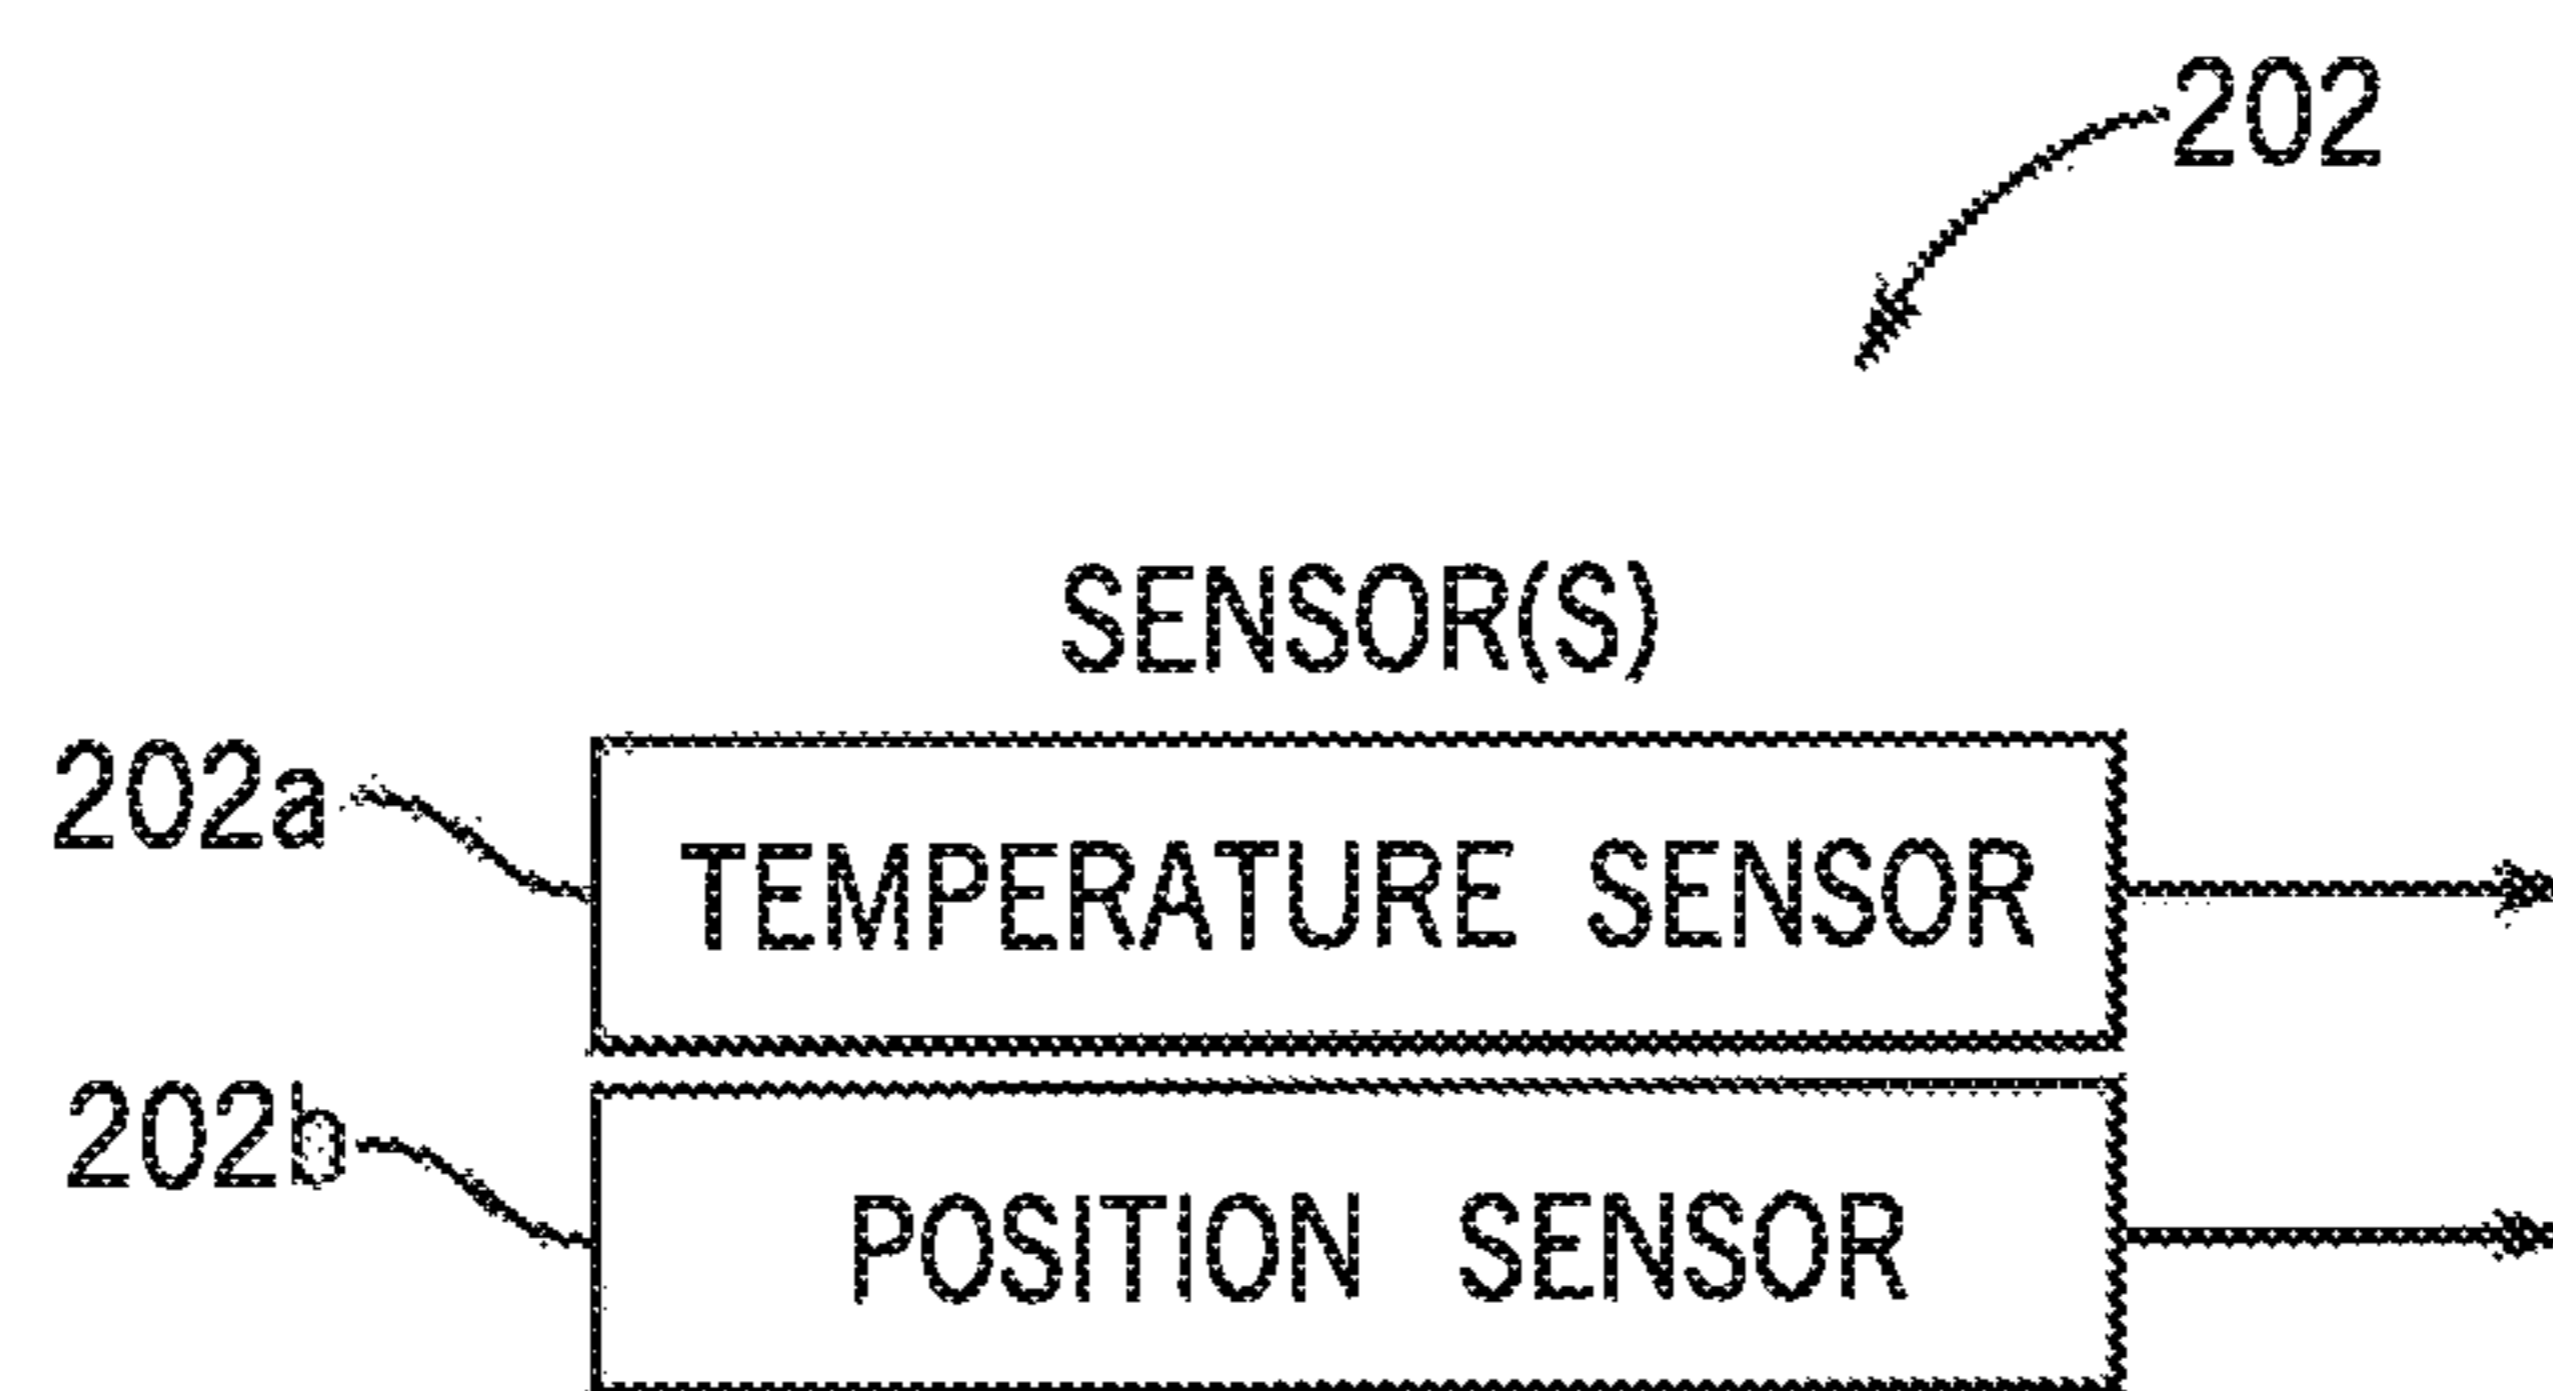 202
SENSOR(S)
202a
TEMPERATURE SENSOR
202b
POSITION SENSOR